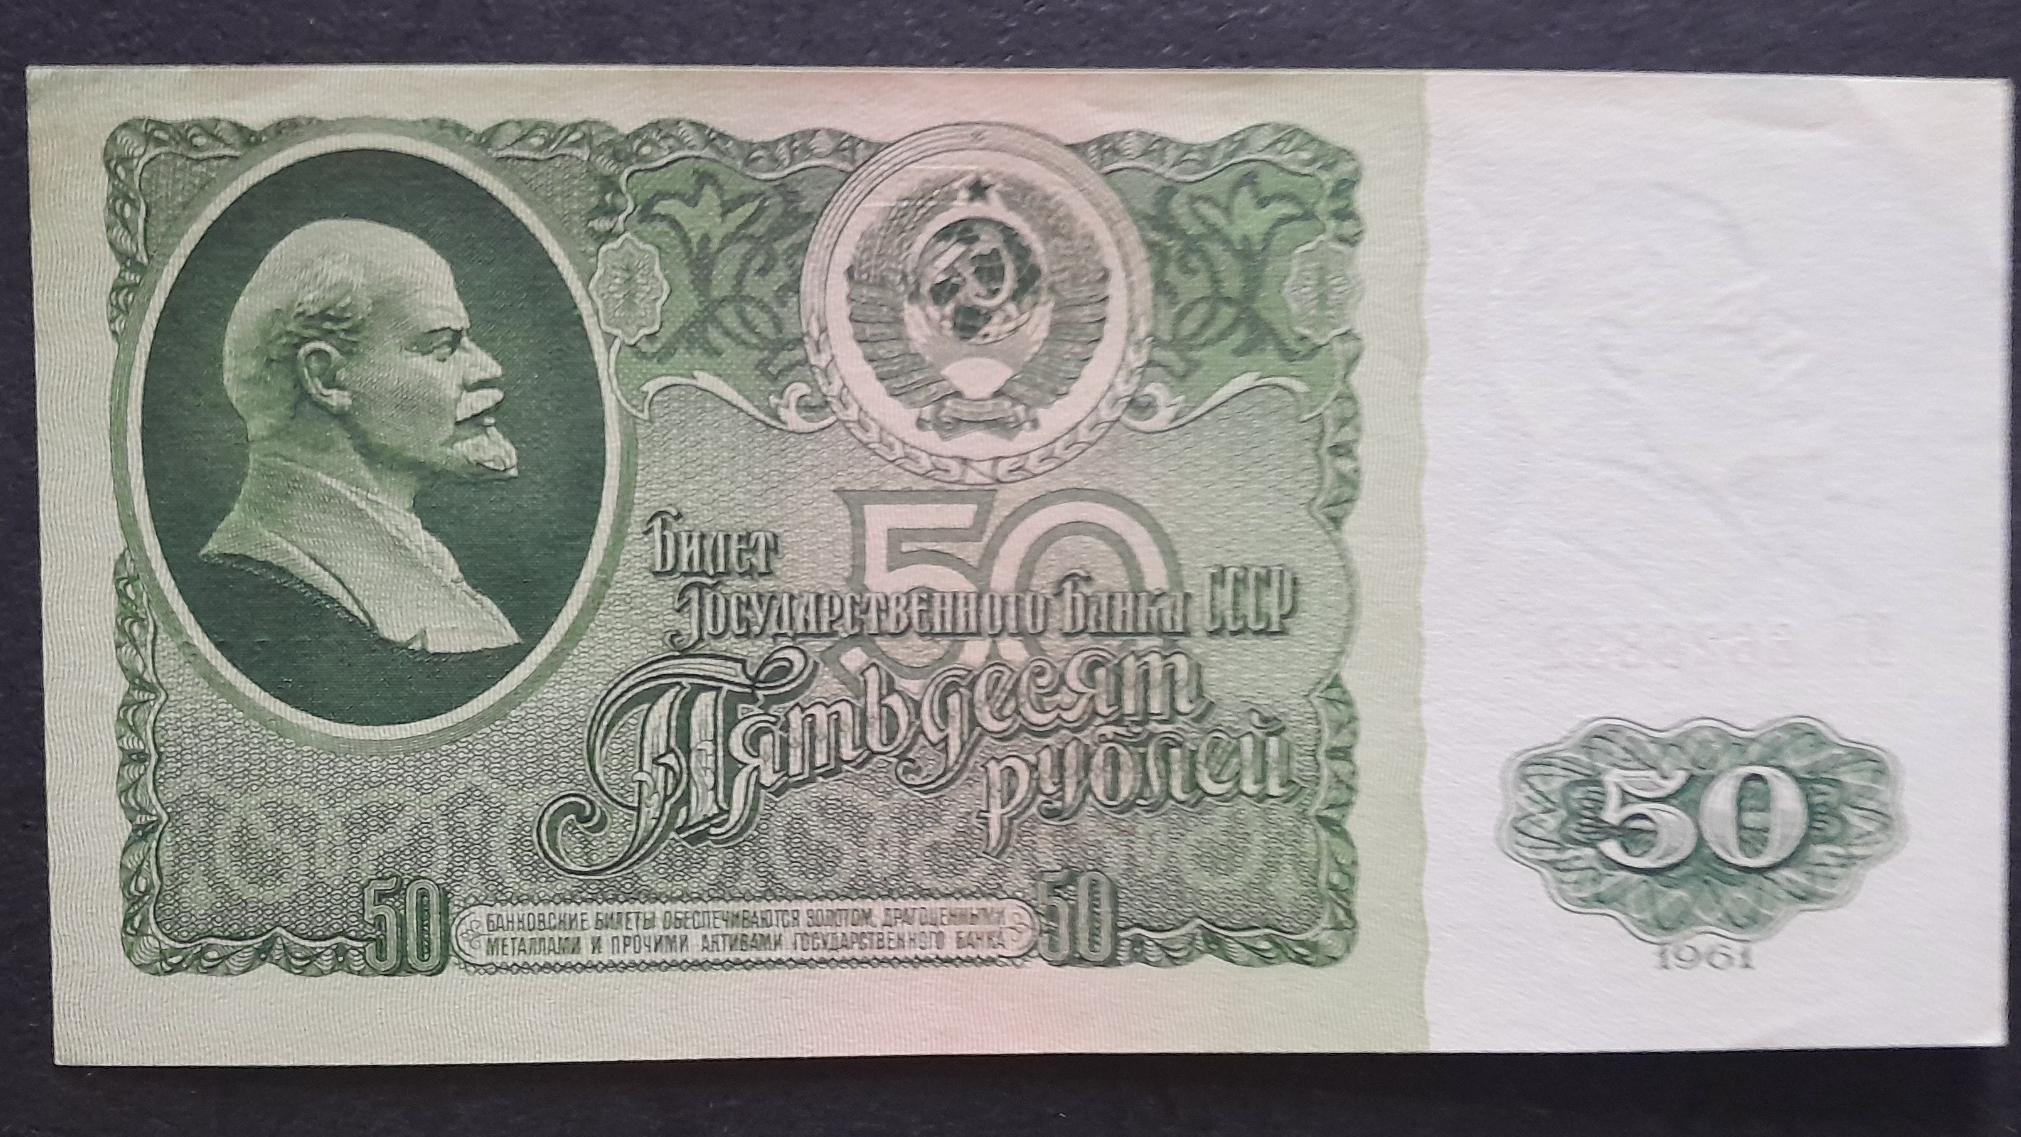 50
Билет
Государственного Банка СССР
Пятьдесят
рублей
50
БАНКОВСКИЕ БИЛЕТЫ ОБЕСПЕЧИВАЮТСЯ ЗОЛОТОМ, ДРАГОЦЕННЫМИ
МЕТАЛЛАМИ И ПРОЧИМИ АКТИВАМИ ГОСУДАРСТВЕННОГО БАНКА
50
50
1961